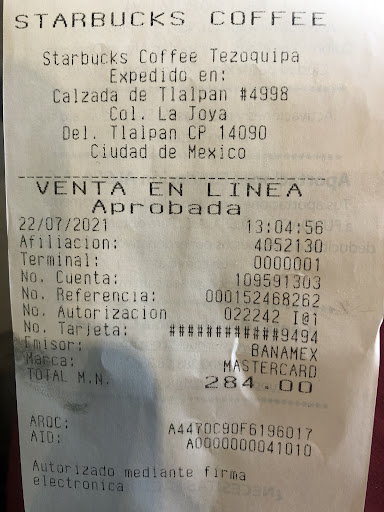 STARBUCKS COFFEE
Starbucks Coffee Tezoquipa
Expedido en:
Calzada de Tlalpan #4998
Col. La Joya
Del. Tlalpan CP 14090
Ciudad de Mexico
VENTA EN LINEA
Aprobada
22/07/2021 13:04:56
Afiliacion: 4052130
Terminal: 0000001
No. Cuenta: 109591303
No. Referencia: 000152468262
No. Autorizacion 022242 I@1
No. Tarjeta: ############9494
Emisor: BANAMEX
Marca: MASTERCARD
TOTAL M.N. 284.00
ARQC: A4470C90F6196017
AID: A0000000041010
Autorizado mediante firma
electronica